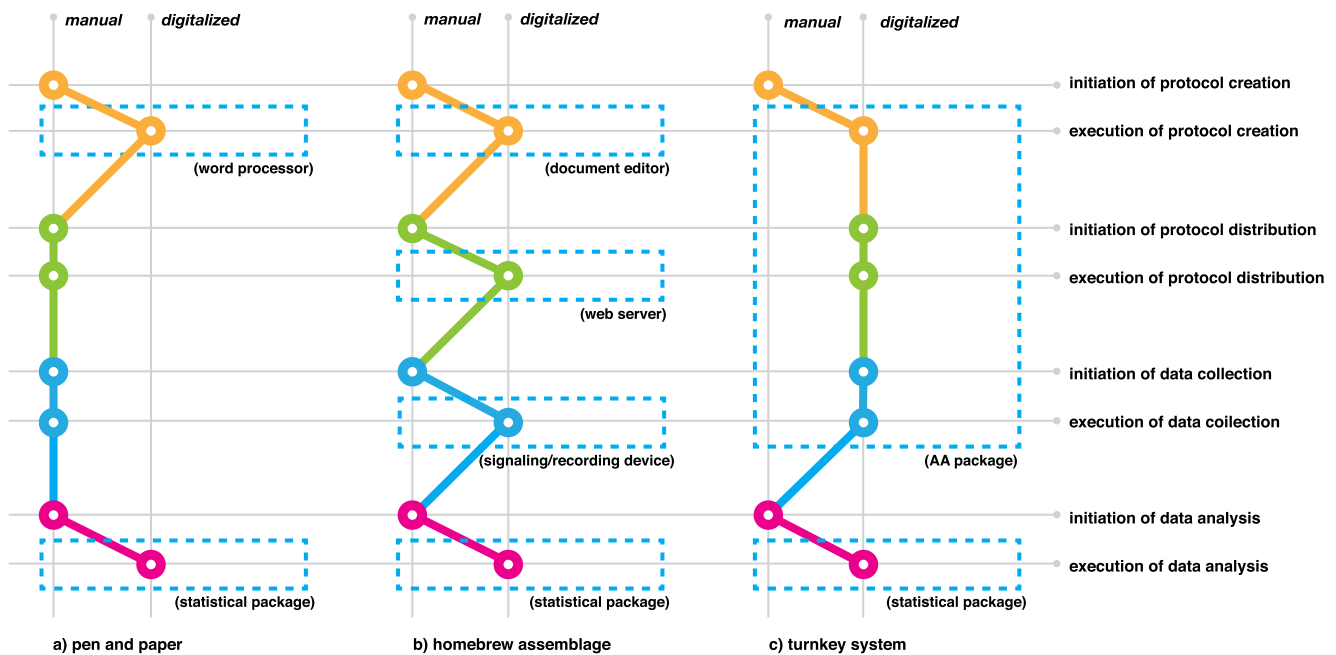 manual digitalized manual digitalized manual digitalized
initiation of protocol creation
execution of protocol creation
(word processor) (document editor)
initiation of protocol distribution
execution of protocol distribution
(web server)
initiation of data collection
execution of data coilection
(signaling/recording device) (AA package)
initiation of data analysis
execution of data analysis
(statistical package) (statistical package) (statistical package)
a) pen and paper b) homebrew assemblage c) turnkey system